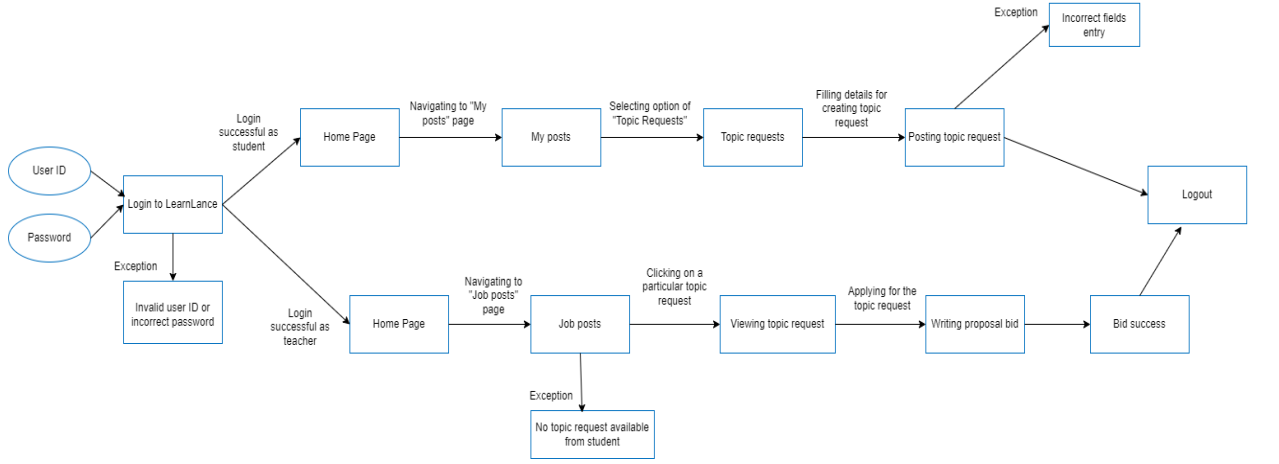 Exception
Incorrect fields
entry
Login
successful as
student
Home Page
Navigating to "My
posts" page
My posts
Selecting option of
"Topic Requests"
Topic requests
Filling details for
creating topic
request
Posting topic request
User ID
Password
Login to LearnLance
Logout
Exception
Invalid user ID or
incorrect password
Login
successful as
teacher
Home Page
Navigating to
"Job posts"
page
Job posts
Clicking on a
particular topic
request
Viewing topic request
Applying for the
topic request
Writing proposal bid
Bid success
Exception
No topic request available
from student